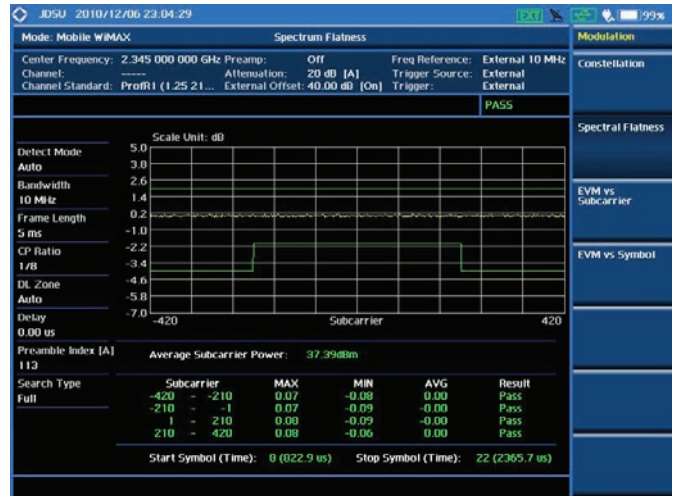 JDSU 2010/12/06 23:04:29 EXT 99%
Mode: Mobile WiMAX Spectrum Flatness Modulation
Center Frequency: 2.345 000 000 GHz Preamp: Off Freq Reference: External 10 MHz
Channel: ----- Attenuation: 20 dB [A] Trigger Source: External
Channel Standard: ProfR1 (1.25 21... External Offset: 40.00 dB [On] Trigger: External
PASS
Constellation
Spectral Flatness
EVM vs
Subcarrier
EVM vs Symbol
Detect Mode
Auto
Bandwidth
10 MHz
Frame Length
5 ms
CP Ratio
1/8
DL Zone
Auto
Delay
0.00 us
Preamble Index [A]
113
Search Type
Full
Scale Unit: dB
5.0
3.8
2.6
1.4
0.2
-1.0
-2.2
-3.4
-4.6
-5.8
-7.0
-420 Subcarrier 420
Average Subcarrier Power: 37.39dBm
Subcarrier MAX MIN AVG Result
-420 - -210 0.07 -0.08 0.00 Pass
-210 - -1 0.07 -0.09 -0.00 Pass
1 - 210 0.08 -0.09 -0.00 Pass
210 - 420 0.08 -0.06 0.00 Pass
Start Symbol (Time): 8 (822.9 us) Stop Symbol (Time): 22 (2365.7 us)